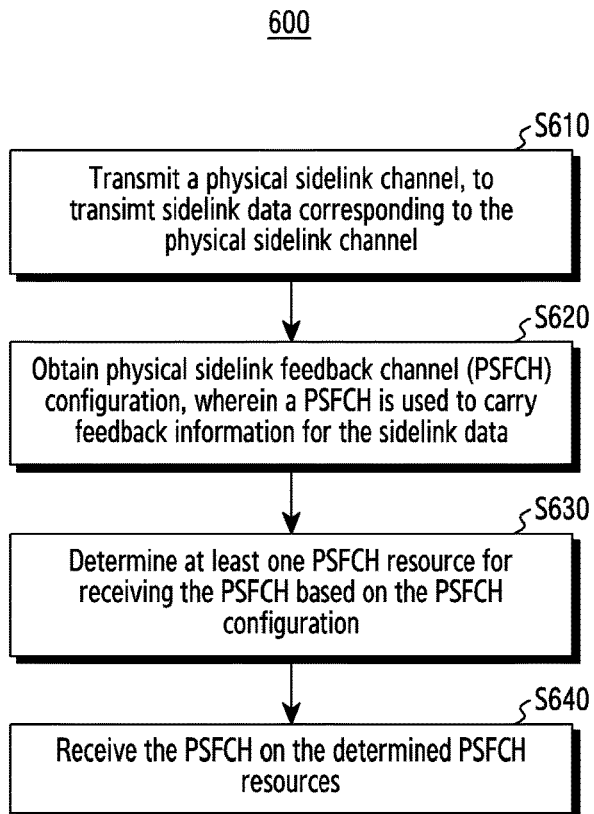 600
S610
Transmit a physical sidelink channel, to
transimt sidelink data corresponding to the
physical sidelink channel
S620
Obtain physical sidelink feedback channel (PSFCH)
configuration, wherein a PSFCH is used to carry
feedback information for the sidelink data
S630
Determine at least one PSFCH resource for
receiving the PSFCH based on the PSFCH
configuration
S640
Receive the PSFCH on the determined PSFCH
resources